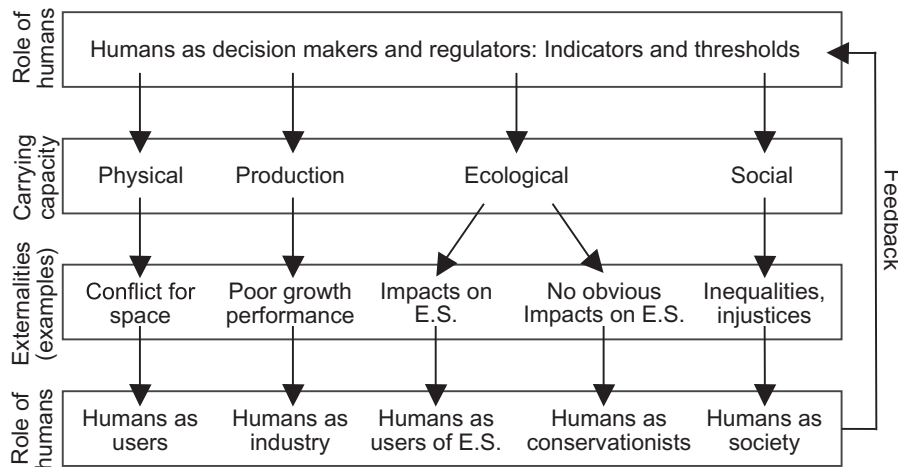 Role of
humans
Humans as decision makers and regulators: Indicators and thresholds
Carrying
capacity
Physical
Production
Ecological
Social
Feedback
Externalities
(examples)
Conflict for
space
Poor growth
performance
Impacts on
E.S.
No obvious
Impacts on E.S.
Inequalities,
injustices
Role of
humans
Humans as
users
Humans as
industry
Humans as
users of E.S.
Humans as
conservationists
Humans as
society